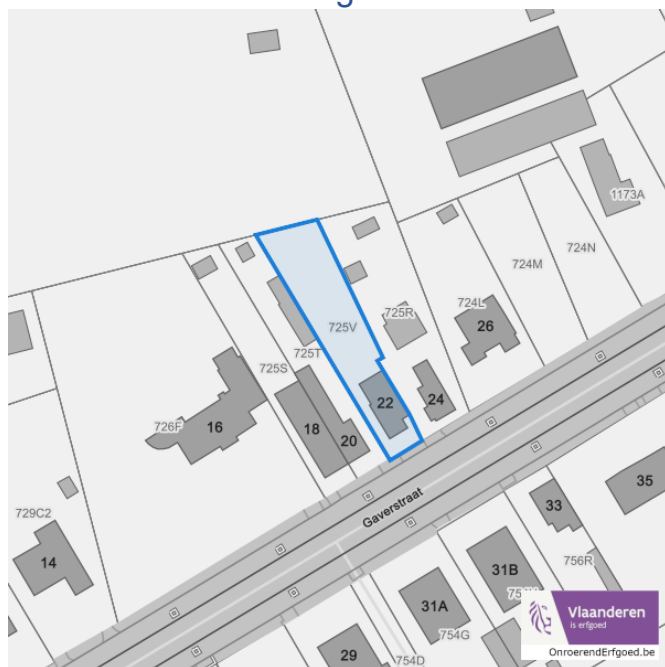 1173A
724N
724M
724L
26
725R
725V
725T
725S
24
22
18
20
16
726F
729C2
14
Gaverstraat
35
33
31B
756R
31A
754G
29
754D
Vlaanderen
is erfgoed
OnroerendErfgoed.be